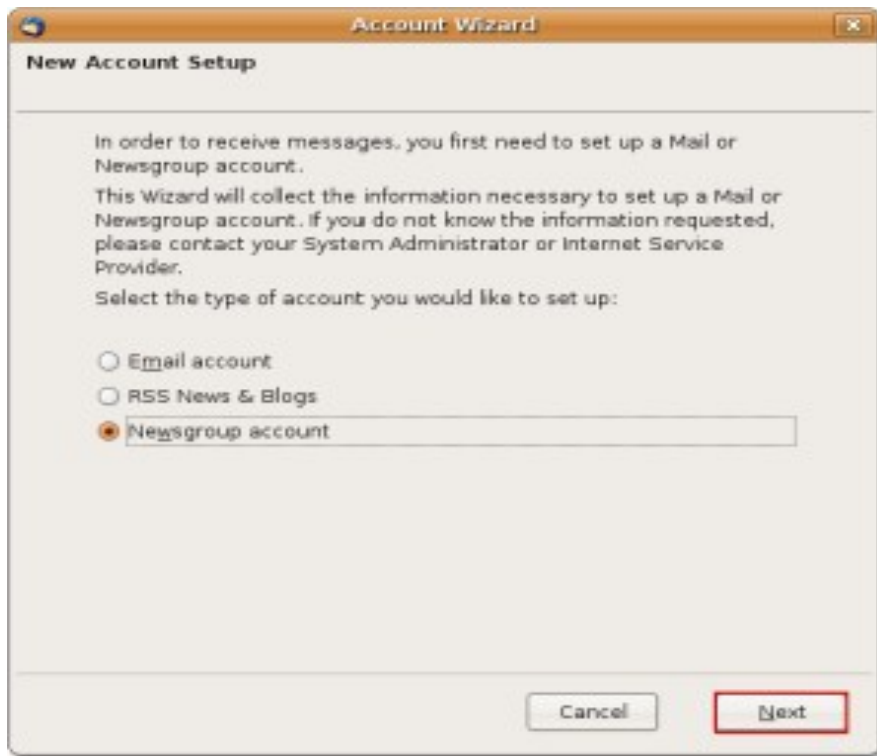 Account Wizard
New Account Setup
In order to receive messages, you first need to set up a Mail or
Newsgroup account.
This Wizard will collect the information necessary to set up a Mail or
Newsgroup account. If you do not know the information requested,
please contact your System Administrator or Internet Service
Provider.
Select the type of account you would like to set up:
Email account
RSS News & Blogs
Newsgroup account
Cancel
Next